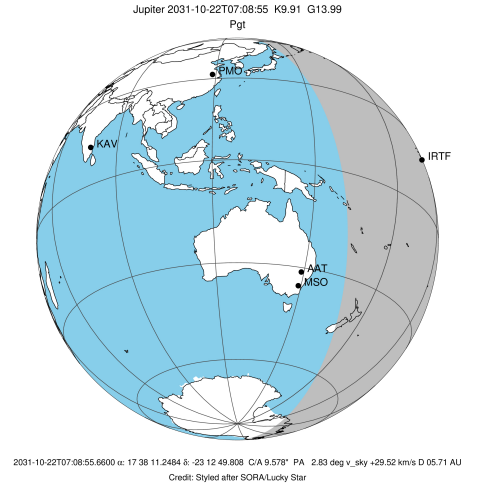 Jupiter 2031-10-22T07:08:55  K9.91  G13.99
Pgt
PMO
KAV
IRTF
AAT
MSO
2031-10-22T07:08:55.6600 α: 17 38 11.2484 δ: -23 12 49.808  C/A 9.578"  PA   2.83 deg v_sky +29.52 km/s D 05.71 AU
Credit: Styled after SORA/Lucky Star